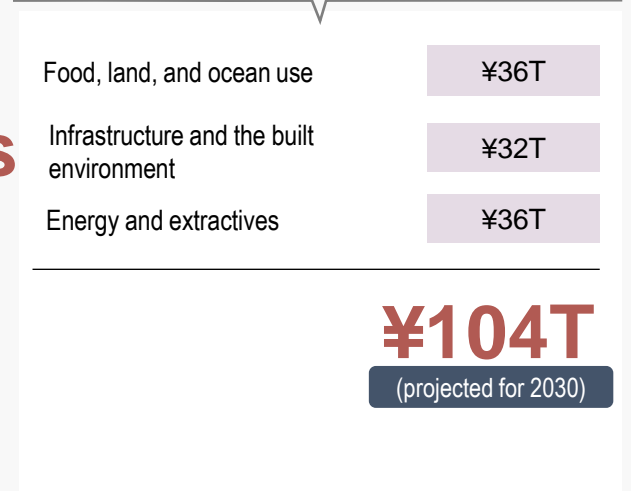 Food, land, and ocean use
¥36T
s
Infrastructure and the built
environment
¥32T
Energy and extractives
¥36T
¥104T
(projected for 2030)